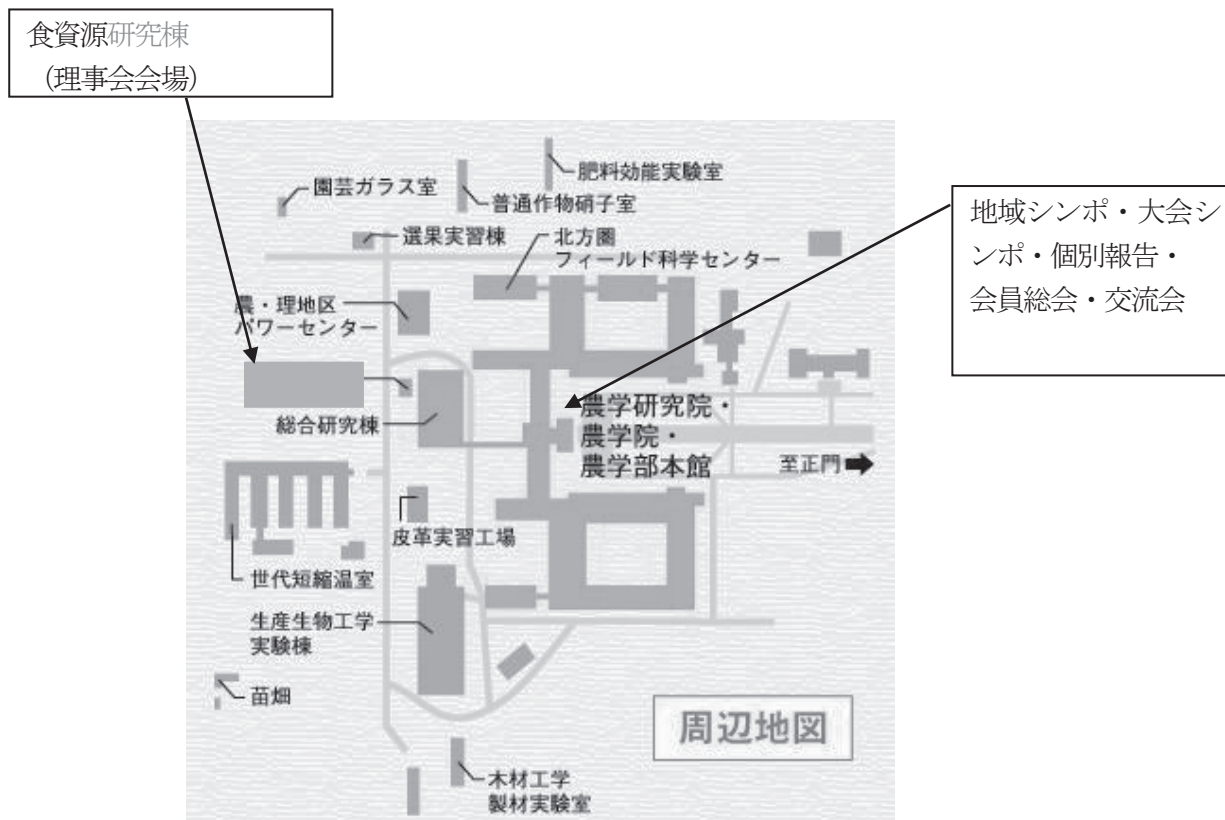 食資源研究棟
（理事会会場）
地域シンポ・大会シ
ンポ・個別報告・
会員総会・交流会
肥料効能実験室
園芸ガラス室
普通作物硝子室
選果実習棟
北方圏
フィールド科学センター
農・理地区
パワーセンター
総合研究棟
農学研究院・
農学院・
農学部本館
至正門
皮革実習工場
世代短縮温室
生産生物工学
実験棟
苗畑
周辺地図
木材工学
製材実験室